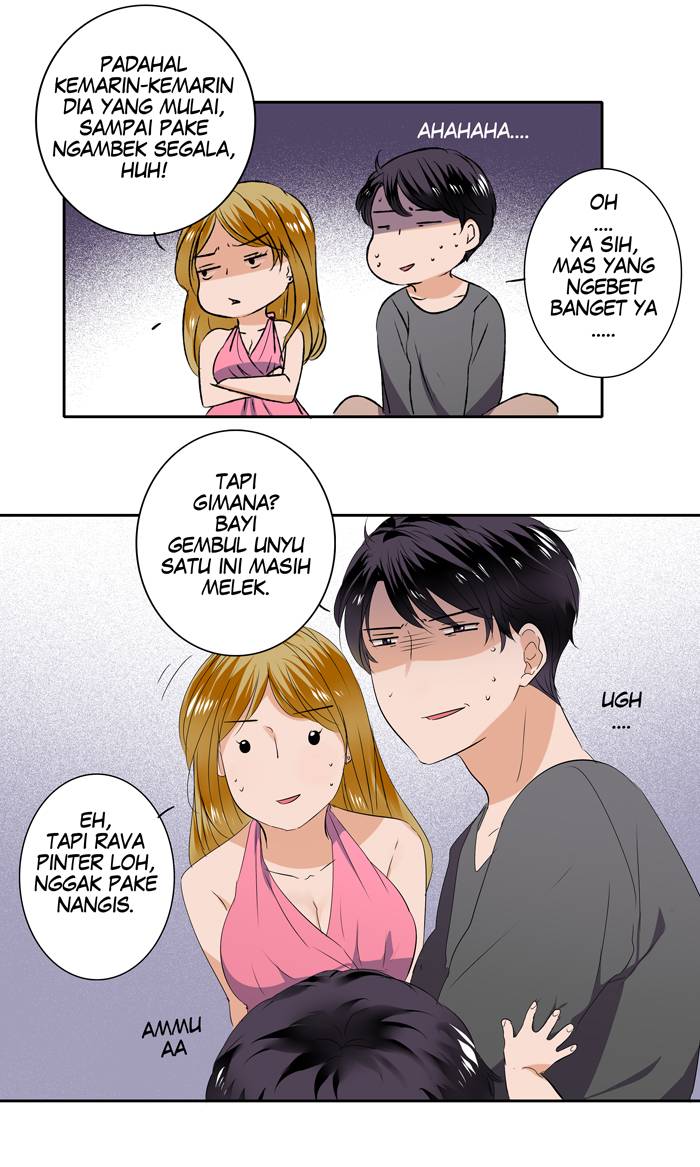 PADAHAL
KEMARIN-KEMARIN
DIA YANG MULAI,
SAMPAI PAKE
NGAMBEK SEGALA,
HUH!
AHAHAHA....
OH
....
YA SIH,
MAS YANG
NGEBET
BANGET YA
.....
TAPI
GIMANA?
BAYI
GEMBUL UNYU
SATU INI MASIH
MELEK.
UGH
....
EH,
TAPI RAVA
PINTER LOH,
NGGAK PAKE
NANGIS.
AMMU
AA